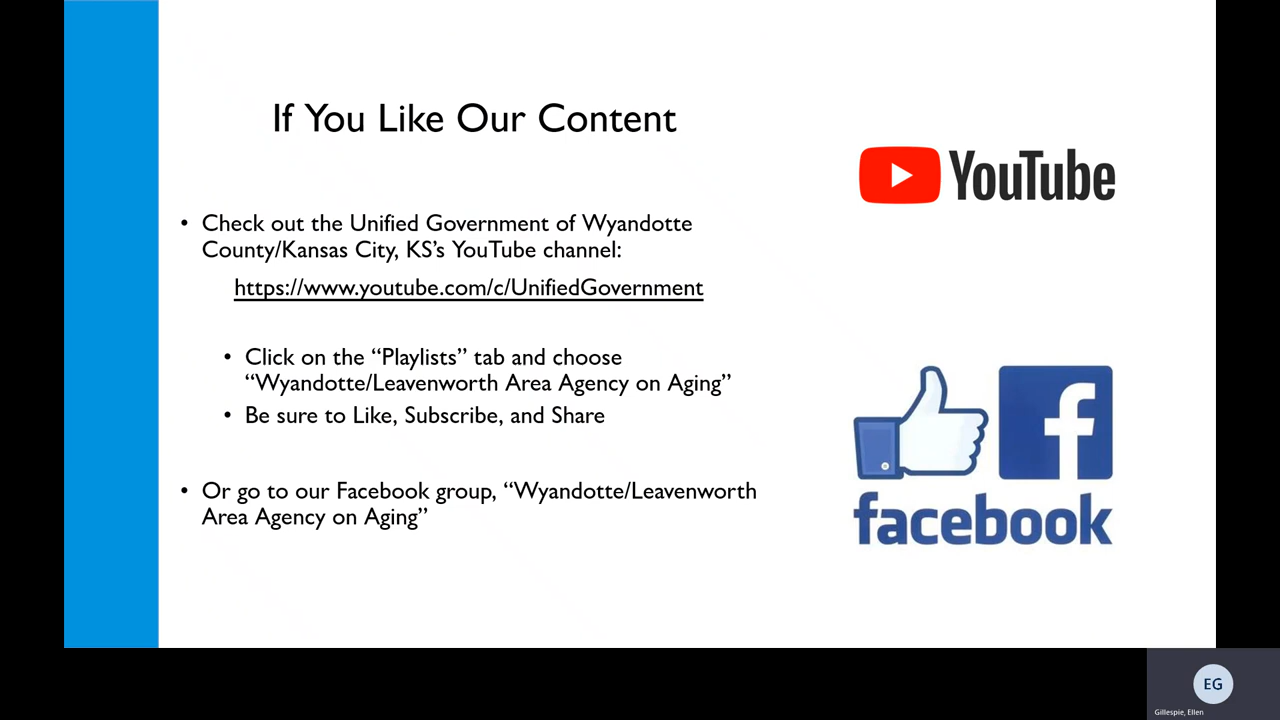 If You Like Our Content
YouTube
• Check out the Unified Government of Wyandotte
County/Kansas City, KS’s YouTube channel:
https://www.youtube.com/c/UnifiedGovernment
• Click on the “Playlists” tab and choose
“Wyandotte/Leavenworth Area Agency on Aging”
• Be sure to Like, Subscribe, and Share
• Or go to our Facebook group, “Wyandotte/Leavenworth
Area Agency on Aging”
f
facebook
EG
Gillespie, Ellen